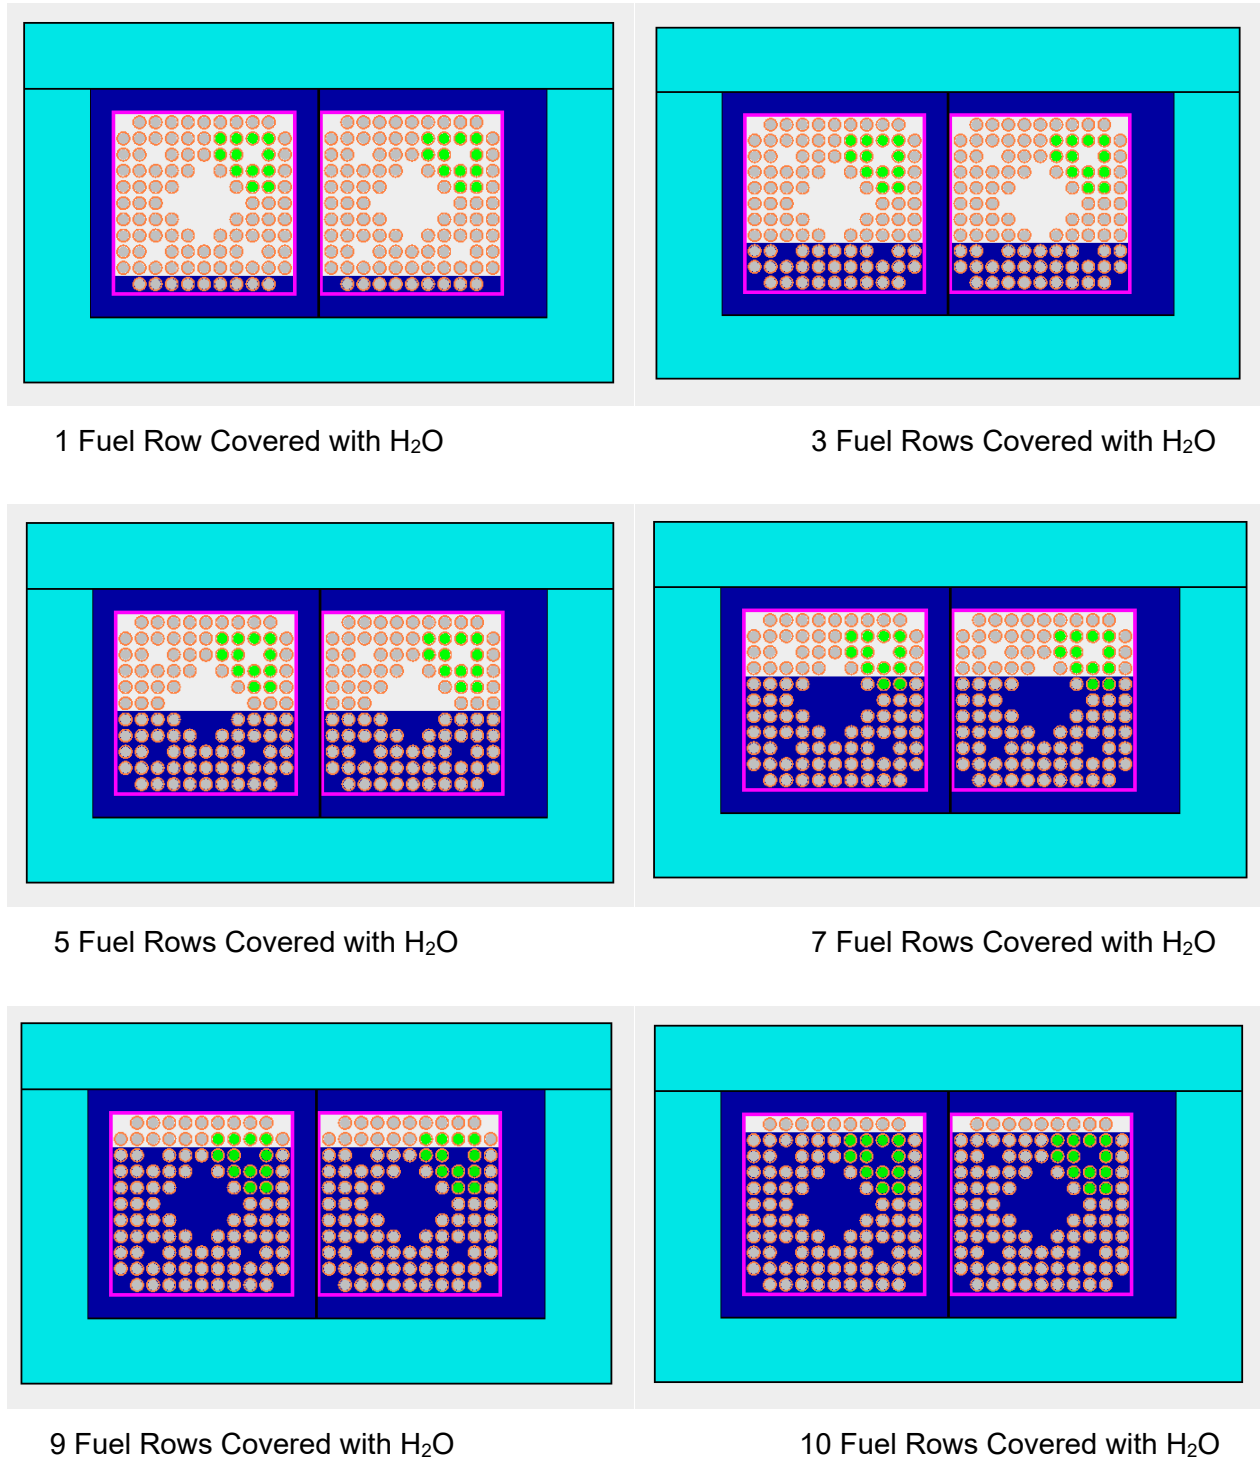 1 Fuel Row Covered with H₂O
3 Fuel Rows Covered with H₂O
5 Fuel Rows Covered with H₂O
7 Fuel Rows Covered with H₂O
9 Fuel Rows Covered with H₂O
10 Fuel Rows Covered with H₂O